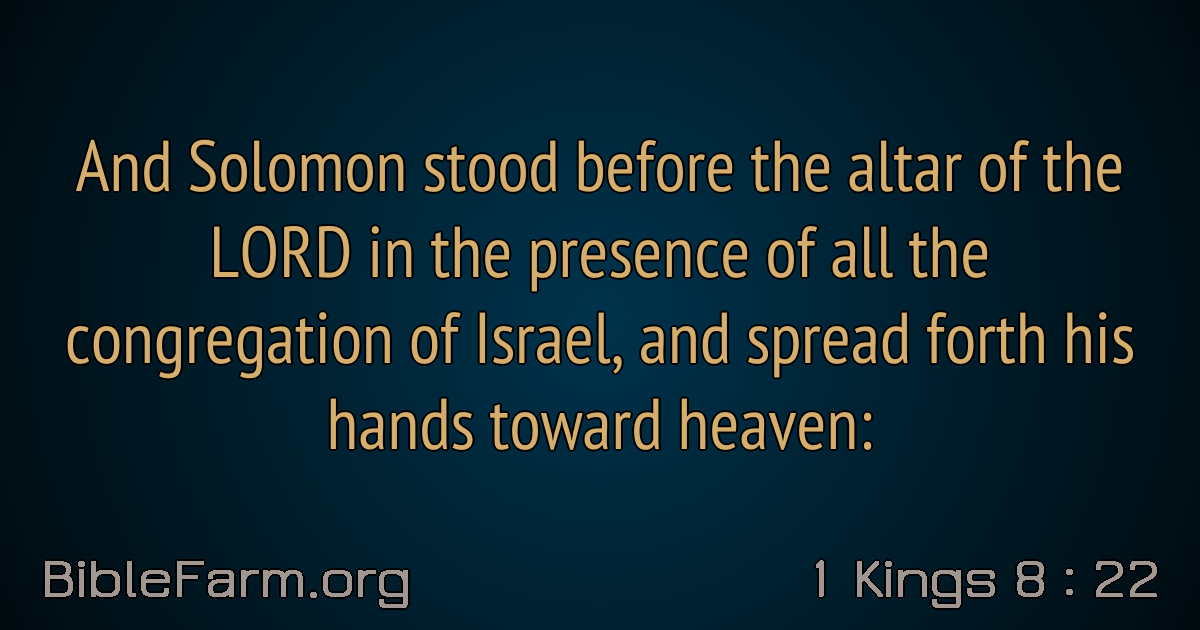 And Solomon stood before the altar of the
LORD in the presence of all the
congregation of Israel, and spread forth his
hands toward heaven:
BibleFarm.org
1 Kings 8 : 22